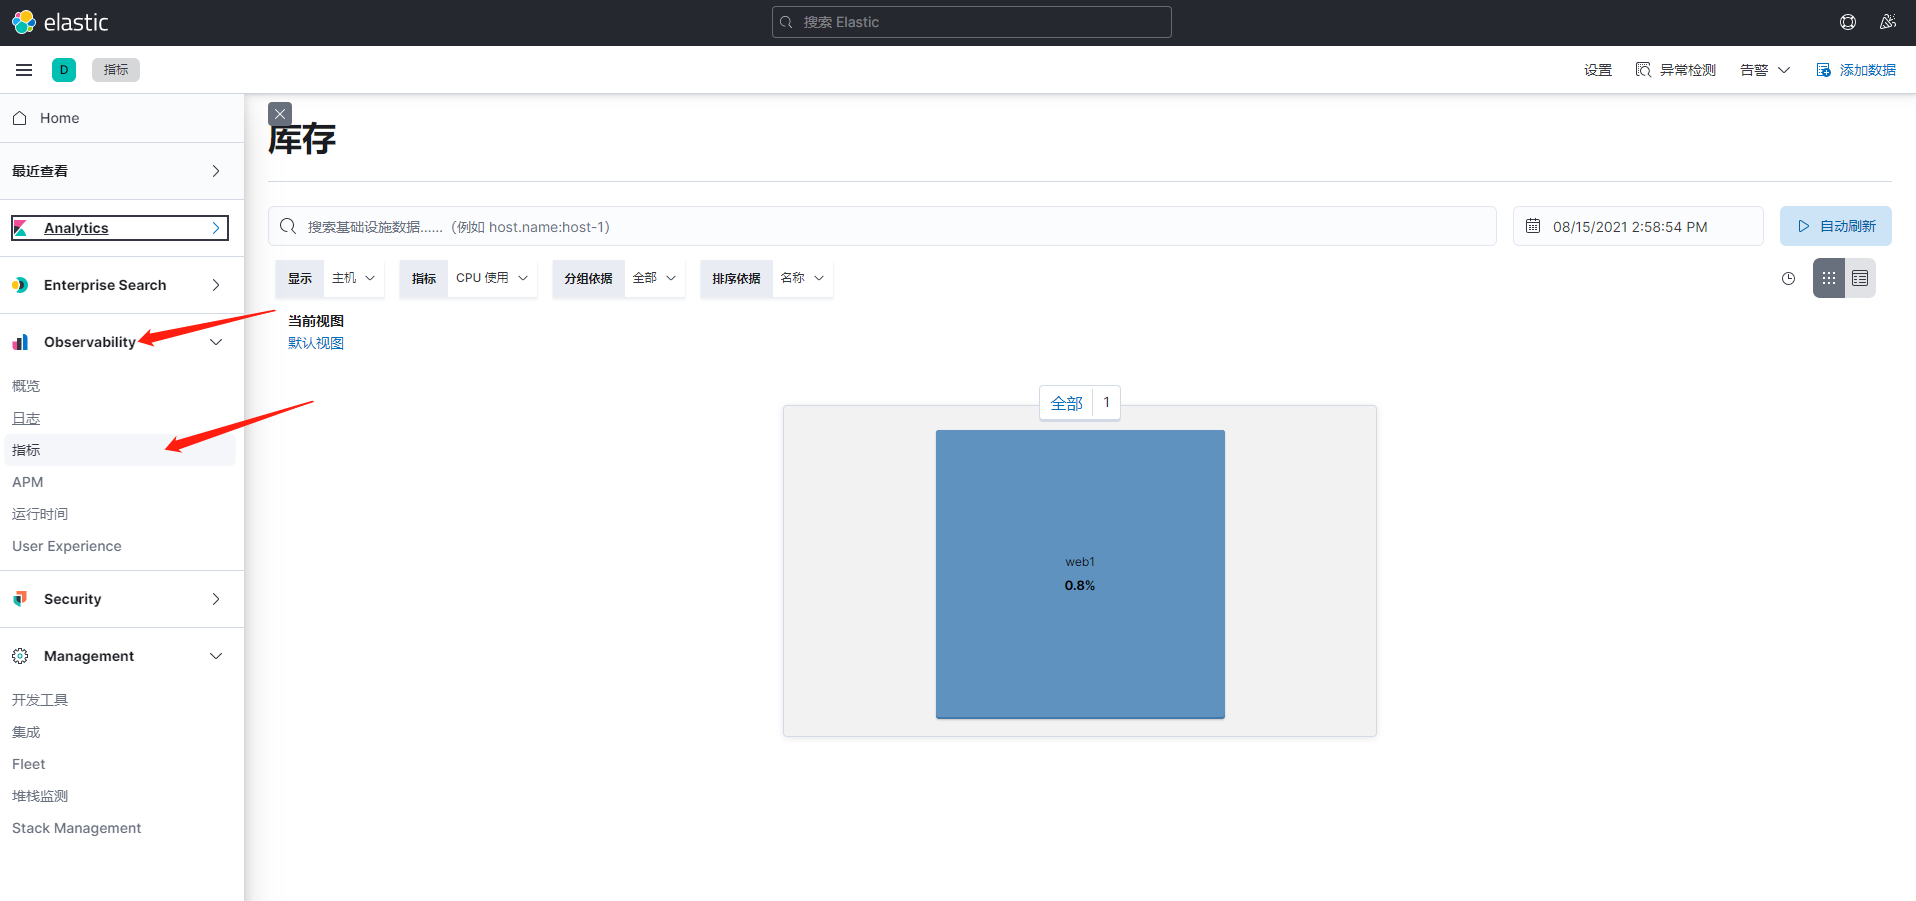 elastic
搜索 Elastic
D
指标
设置
异常检测
告警
添加数据
Home
最近查看
Analytics
Enterprise Search
Observability
概览
日志
指标
APM
运行时间
User Experience
Security
Management
开发工具
集成
Fleet
堆栈监测
Stack Management
库存
搜索基础设施数据……（例如 host.name:host-1）
08/15/2021 2:58:54 PM
自动刷新
显示 主机
指标 CPU 使用
分组依据 全部
排序依据 名称
当前视图
默认视图
全部 1
web1
0.8%